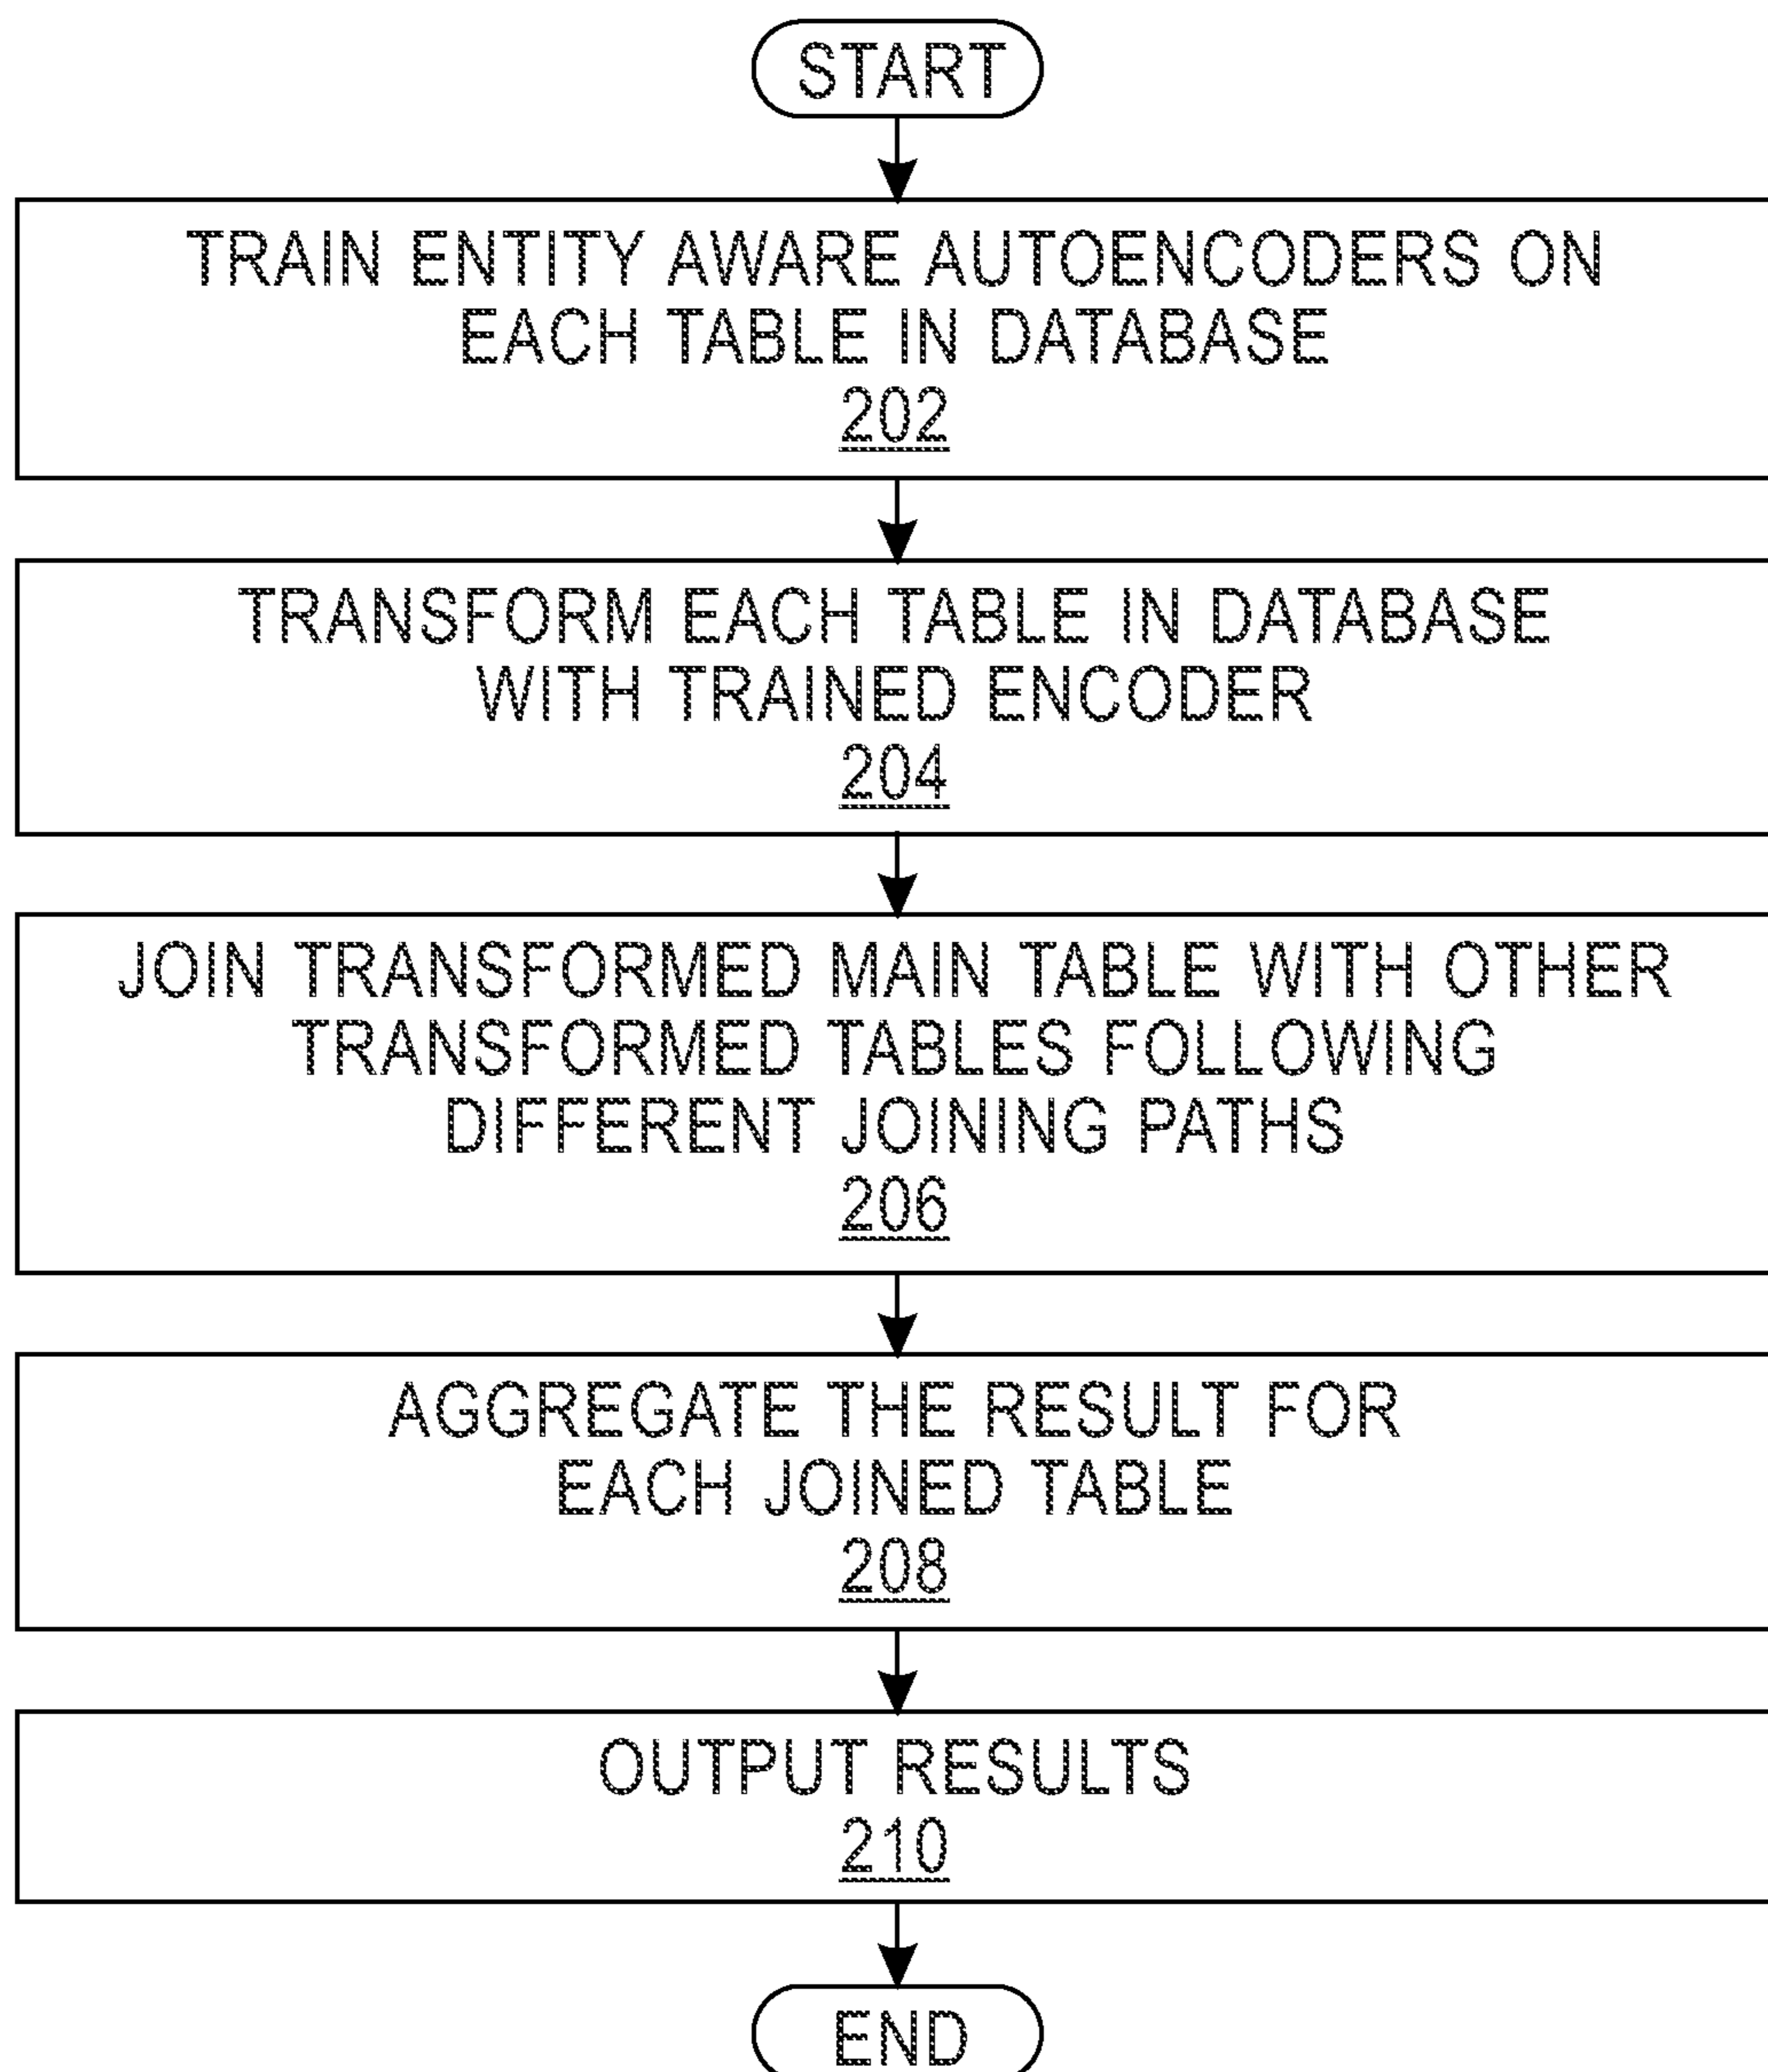 START
TRAIN ENTITY AWARE AUTOENCODERS ON
EACH TABLE IN DATABASE
202
TRANSFORM EACH TABLE IN DATABASE
WITH TRAINED ENCODER
204
JOIN TRANSFORMED MAIN TABLE WITH OTHER
TRANSFORMED TABLES FOLLOWING
DIFFERENT JOINING PATHS
206
AGGREGATE THE RESULT FOR
EACH JOINED TABLE
208
OUTPUT RESULTS
210
END